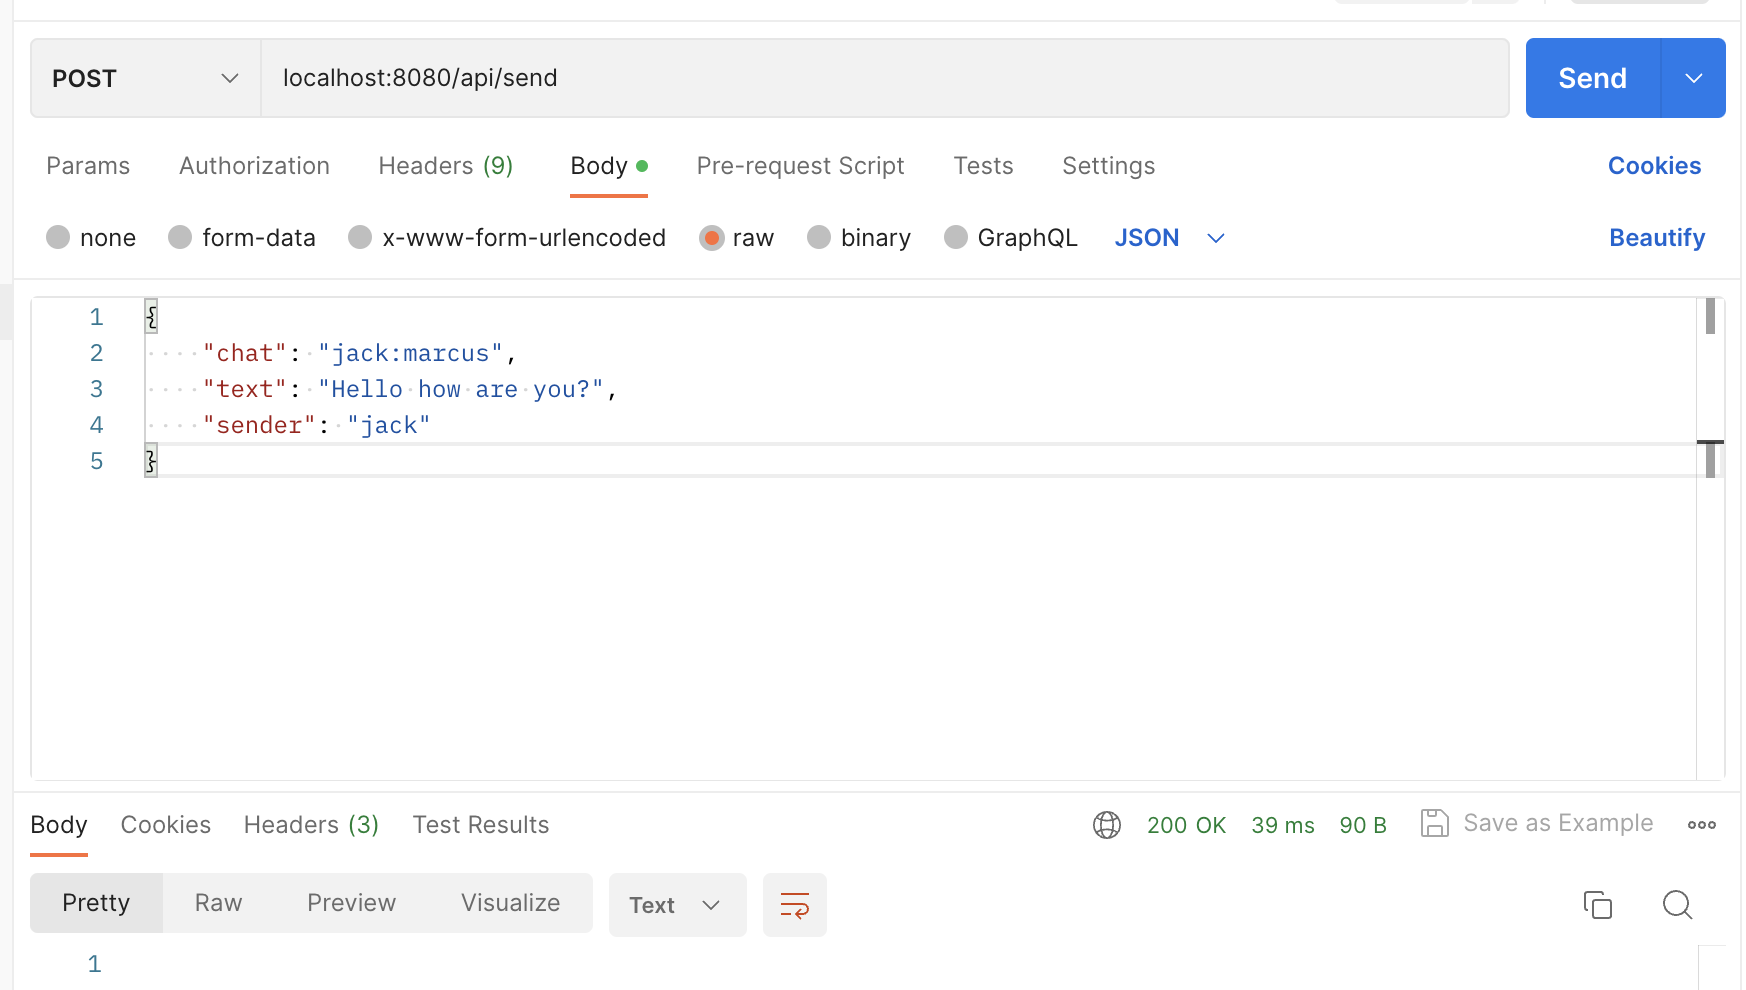 POST localhost:8080/api/send Send
Params Authorization Headers (9) Body Pre-request Script Tests Settings Cookies
none form-data x-www-form-urlencoded raw binary GraphQL JSON Beautify
1 {
2 "chat": "jack:marcus",
3 "text": "Hello how are you?",
4 "sender": "jack"
5 }
Body Cookies Headers (3) Test Results 200 OK 39 ms 90 B Save as Example
Pretty Raw Preview Visualize Text
1